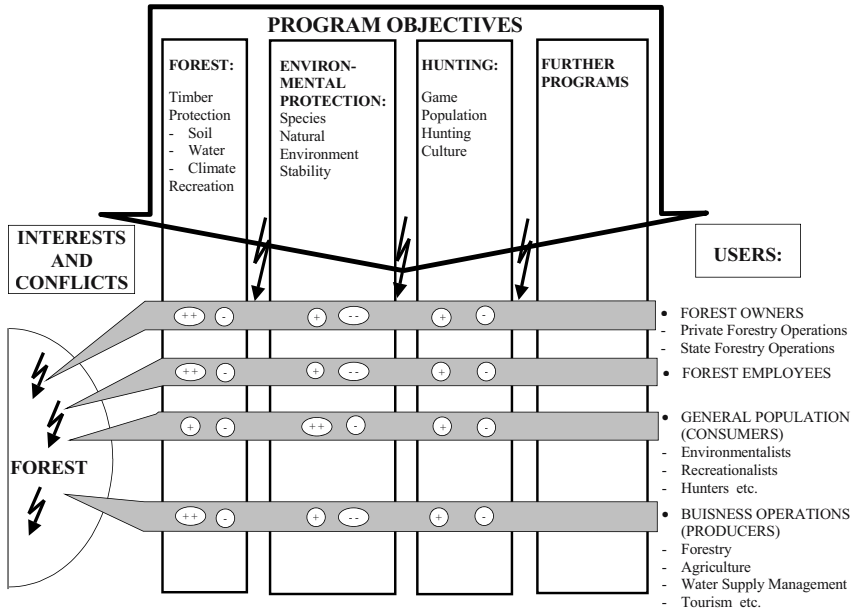 PROGRAM OBJECTIVES
FOREST:
Timber
Protection
- Soil
- Water
- Climate
Recreation
ENVIRON-
MENTAL
PROTECTION:
Species
Natural
Environment
Stability
HUNTING:
Game
Population
Hunting
Culture
FURTHER
PROGRAMS
INTERESTS
AND
CONFLICTS
USERS:
++ - + -- + -
• FOREST OWNERS
- Private Forestry Operations
- State Forestry Operations
++ - + -- + -
• FOREST EMPLOYEES
+ - ++ - + -
• GENERAL POPULATION
(CONSUMERS)
- Environmentalists
- Recreationalists
- Hunters etc.
FOREST
++ - + -- + -
• BUISNESS OPERATIONS
(PRODUCERS)
- Forestry
- Agriculture
- Water Supply Management
- Tourism etc.